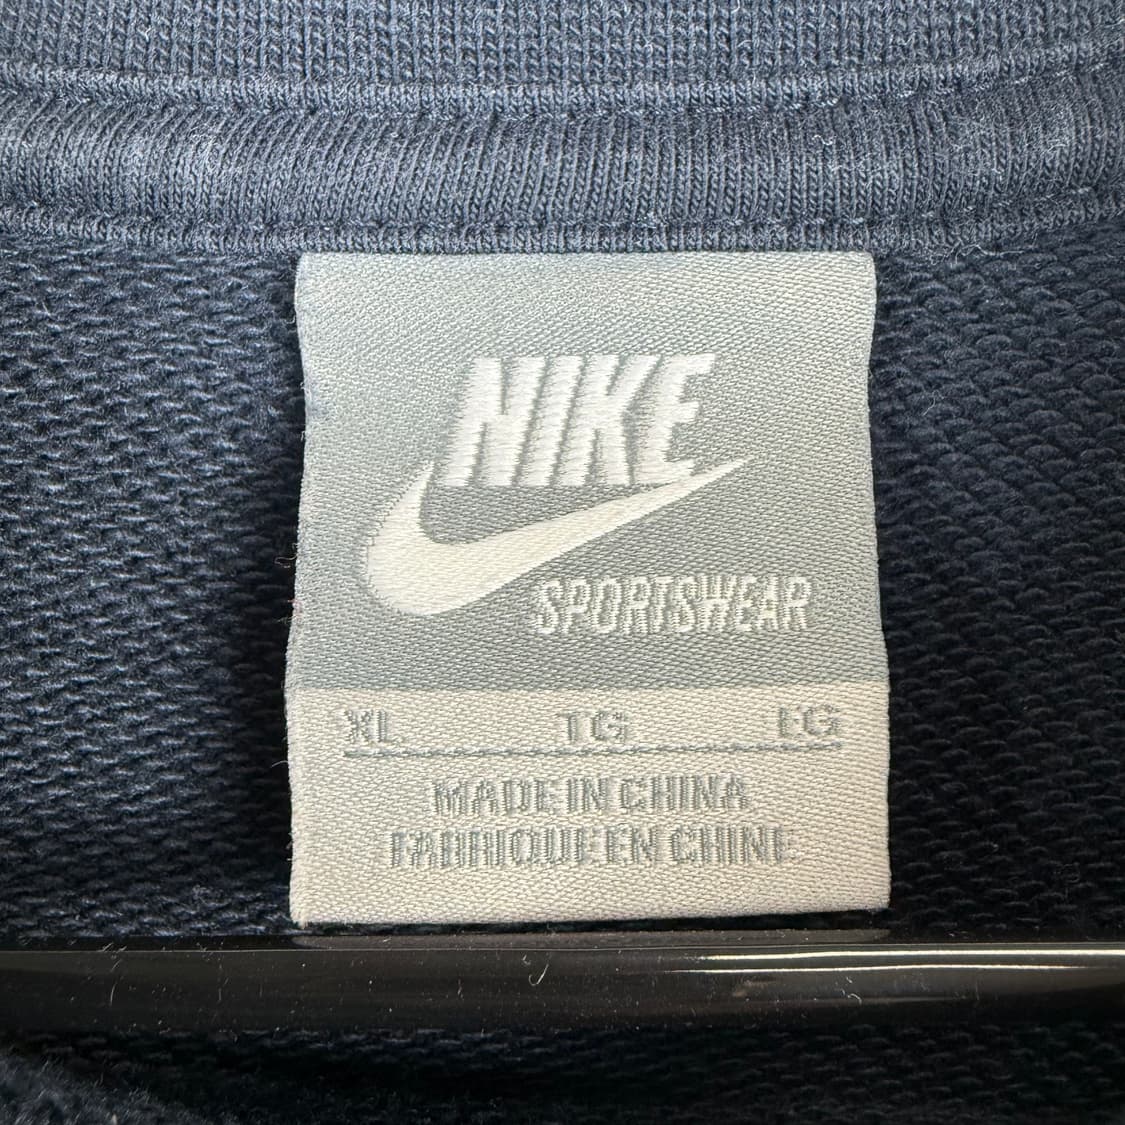 NIKE
SPORTSWEAR
XL TG EG
MADE IN CHINA
FABRIQUE EN CHINE